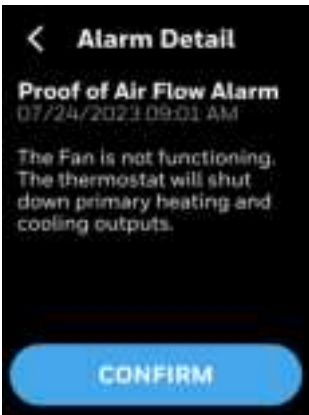 Alarm Detail
Proof of Air Flow Alarm
07/24/2023 09:01 AM
The Fan is not functioning.
The thermostat will shut
down primary heating and
cooling outputs.
CONFIRM